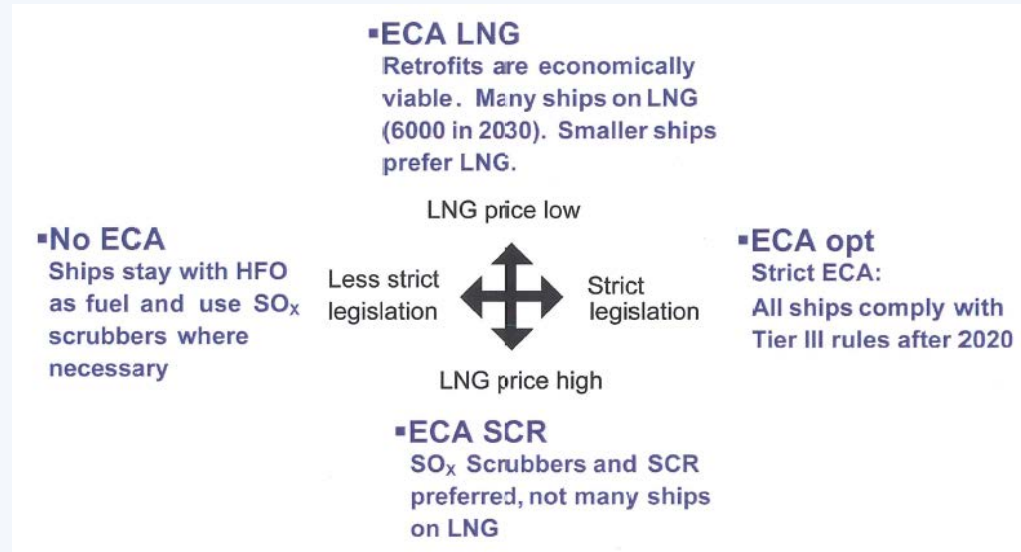 ▪ECA LNG
Retrofits are economically
viable. Many ships on LNG
(6000 in 2030). Smaller ships
prefer LNG.
LNG price low
▪No ECA
Ships stay with HFO
as fuel and use SOₓ
scrubbers where
necessary
Less strict
legislation
Strict
legislation
▪ECA opt
Strict ECA:
All ships comply with
Tier III rules after 2020
LNG price high
▪ECA SCR
SOₓ Scrubbers and SCR
preferred, not many ships
on LNG